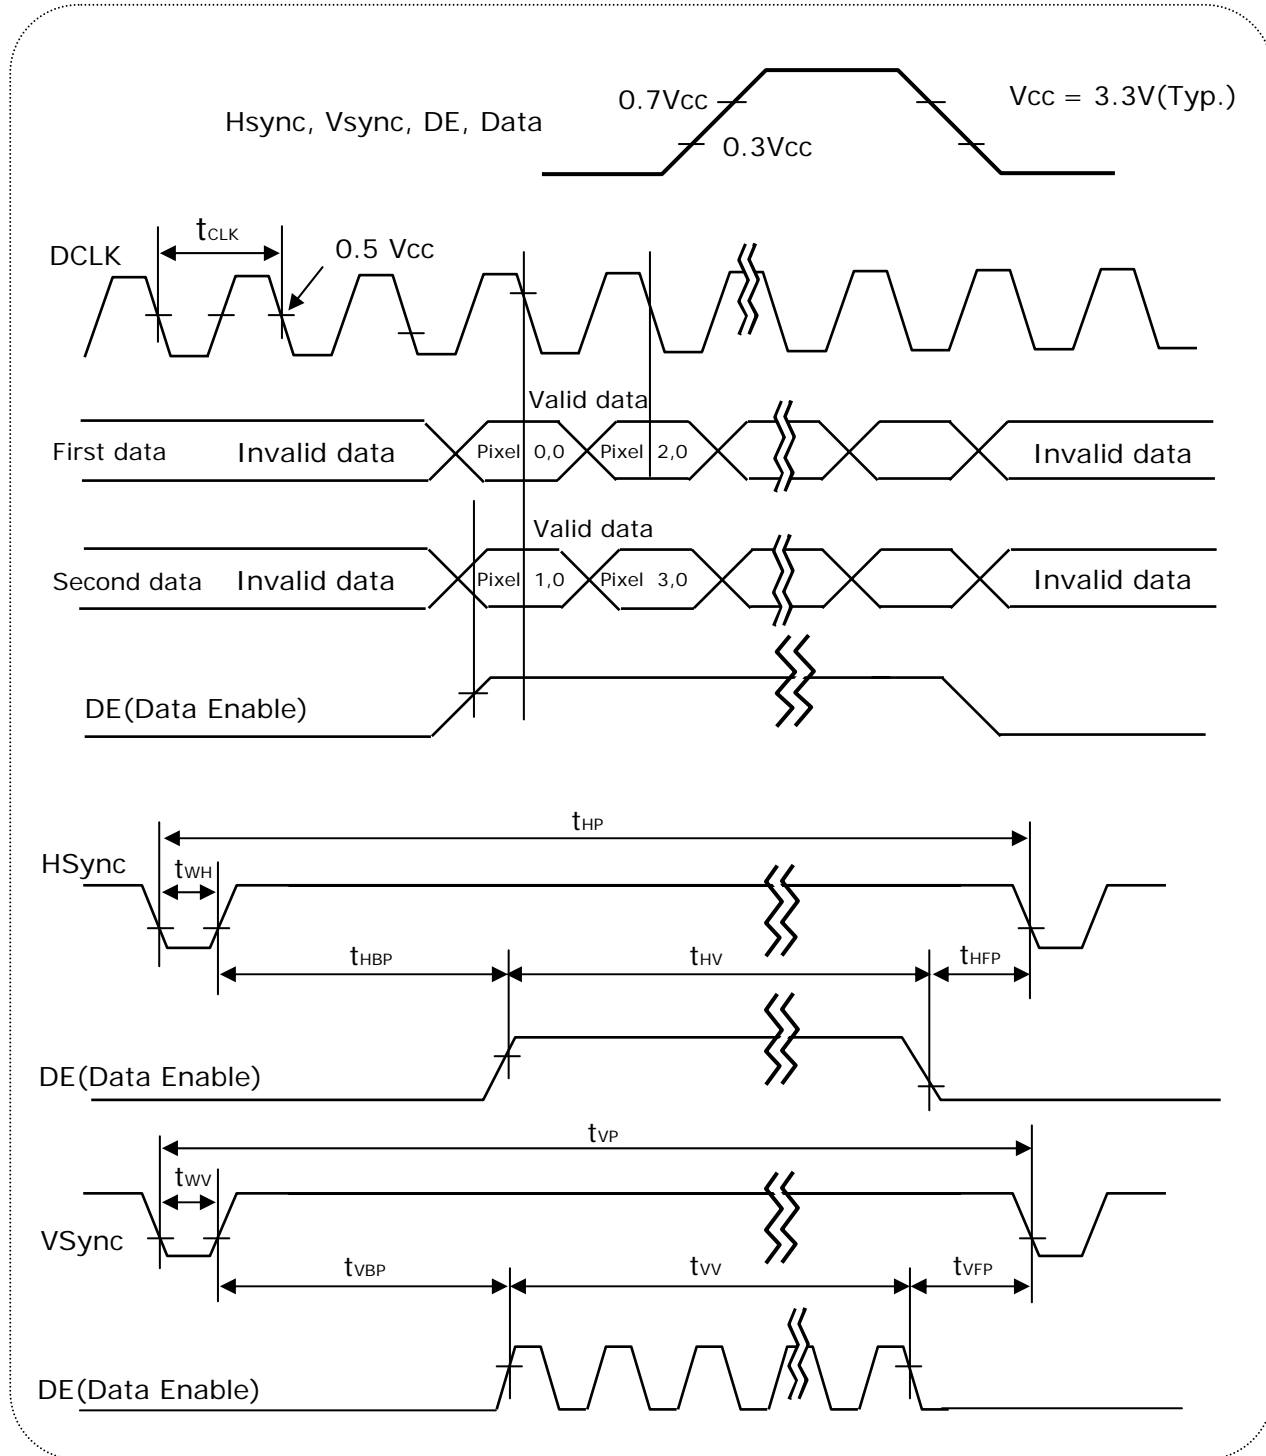 0.7Vcc
Vcc = 3.3V(Typ.)
Hsync, Vsync, DE, Data
0.3Vcc
tCLK
DCLK
0.5 Vcc
Valid data
First data
Invalid data
Pixel 0,0
Pixel 2,0
Invalid data
Valid data
Second data
Invalid data
Pixel 1,0
Pixel 3,0
Invalid data
DE(Data Enable)
tHP
HSync
tWH
tHBP
tHV
tHFP
DE(Data Enable)
tVP
tWV
VSync
tVBP
tVV
tVFP
DE(Data Enable)